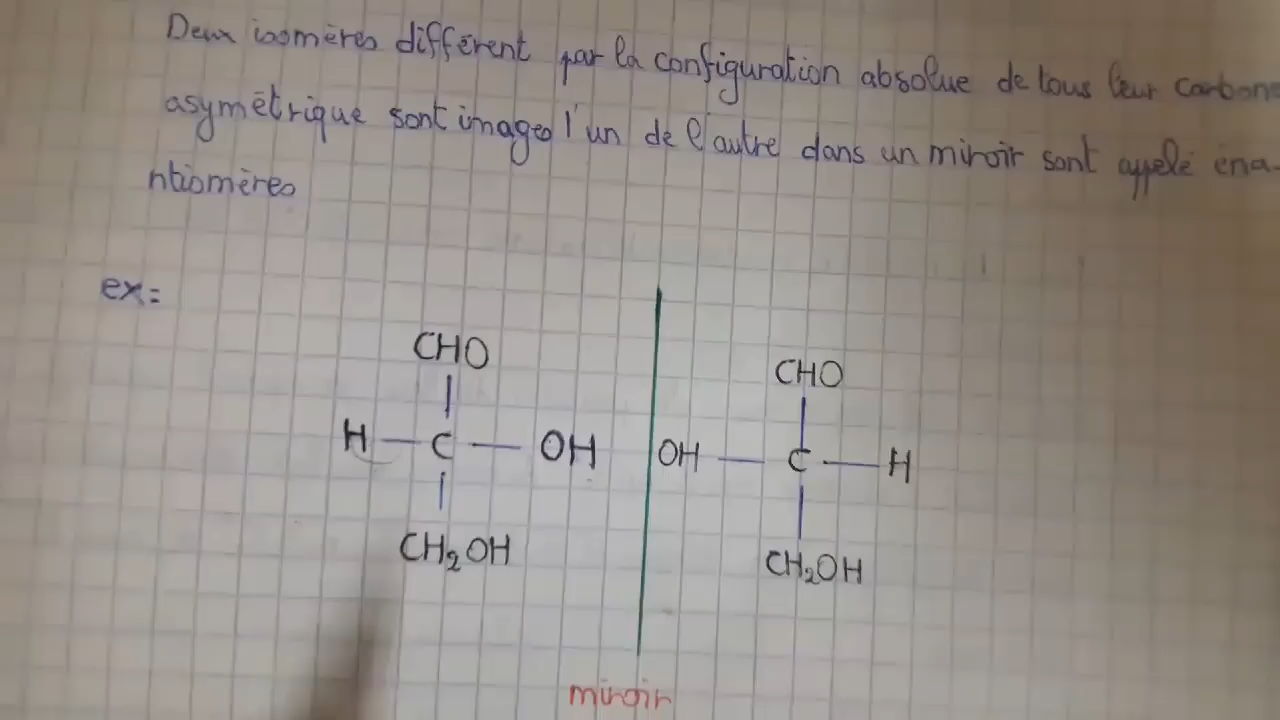 Deux isomères différent par la configuration absolue de tous leur carbone
asymétrique sont images l'un de l'autre dans un miroir sont appelé éna-
ntiomères
ex=
CHO CHO
H — C — OH OH — C — H
CH₂OH CH₂OH
miroir